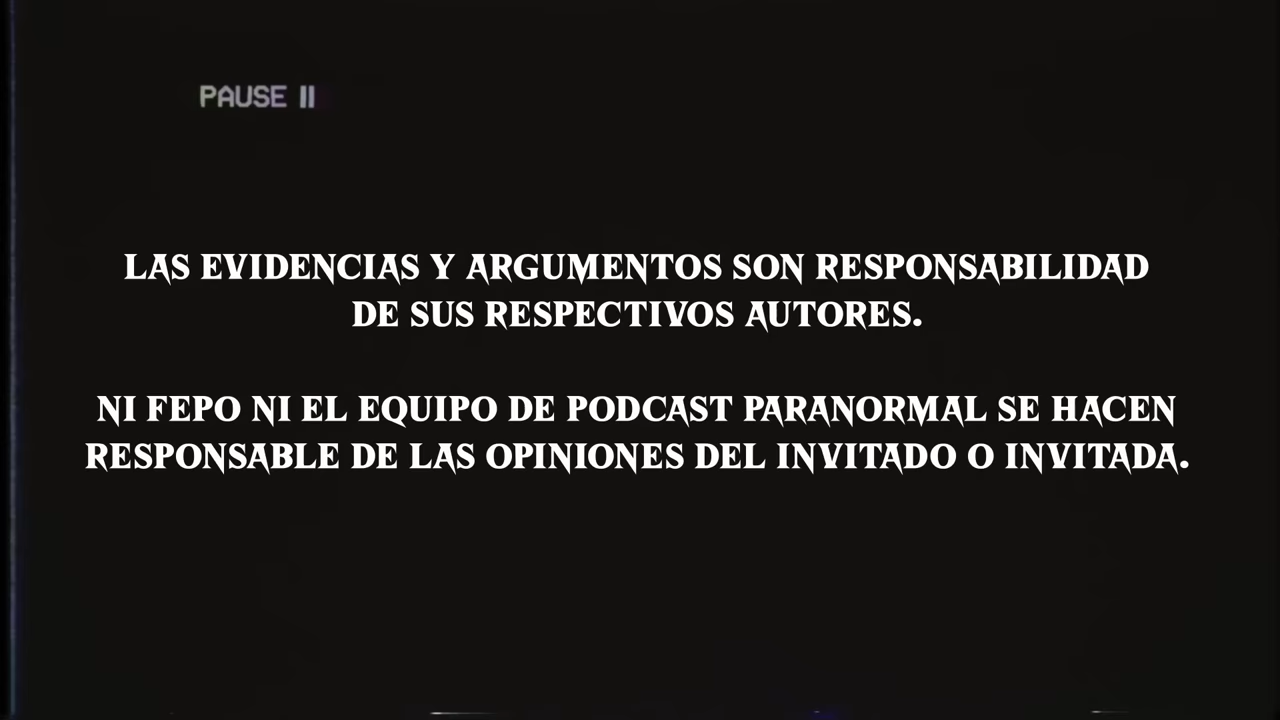 PAUSE II
LAS EVIDENCIAS Y ARGUMENTOS SON RESPONSABILIDAD
DE SUS RESPECTIVOS AUTORES.
NI FEPO NI EL EQUIPO DE PODCAST PARANORMAL SE HACEN
RESPONSABLE DE LAS OPINIONES DEL INVITADO O INVITADA.